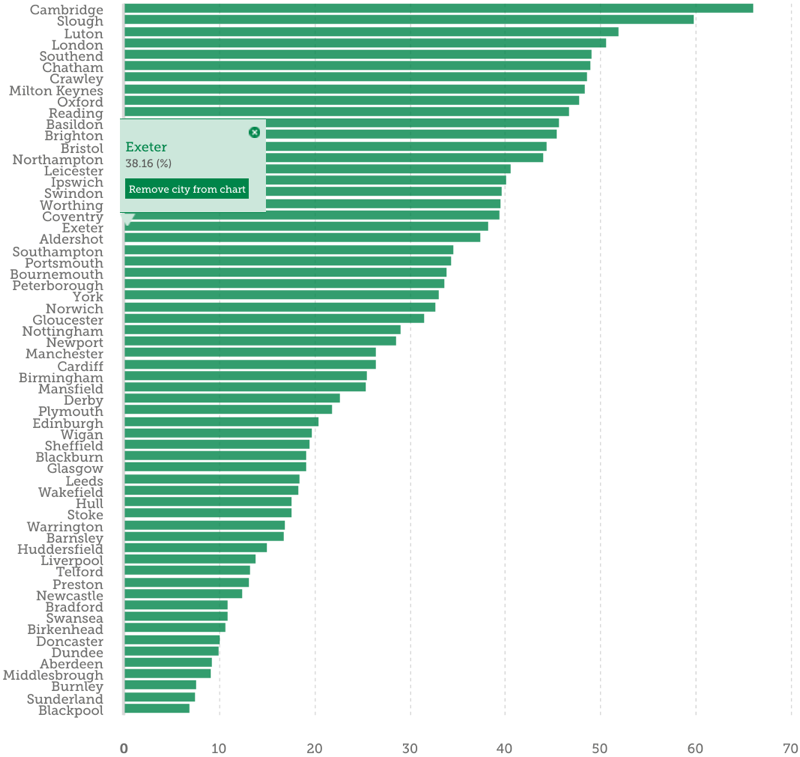 Cambridge
Slough
Luton
London
Southend
Chatham
Crawley
Milton Keynes
Oxford
Reading
Basildon
Brighton
Bristol
Northampton
Leicester
Ipswich
Swindon
Worthing
Coventry
Exeter
Aldershot
Southampton
Portsmouth
Bournemouth
Peterborough
York
Norwich
Gloucester
Nottingham
Newport
Manchester
Cardiff
Birmingham
Mansfield
Derby
Plymouth
Edinburgh
Wigan
Sheffield
Blackburn
Glasgow
Leeds
Wakefield
Hull
Stoke
Warrington
Barnsley
Huddersfield
Liverpool
Telford
Preston
Newcastle
Bradford
Swansea
Birkenhead
Doncaster
Dundee
Aberdeen
Middlesbrough
Burnley
Sunderland
Blackpool
Exeter
38.16 (%)
Remove city from chart
0 10 20 30 40 50 60 70